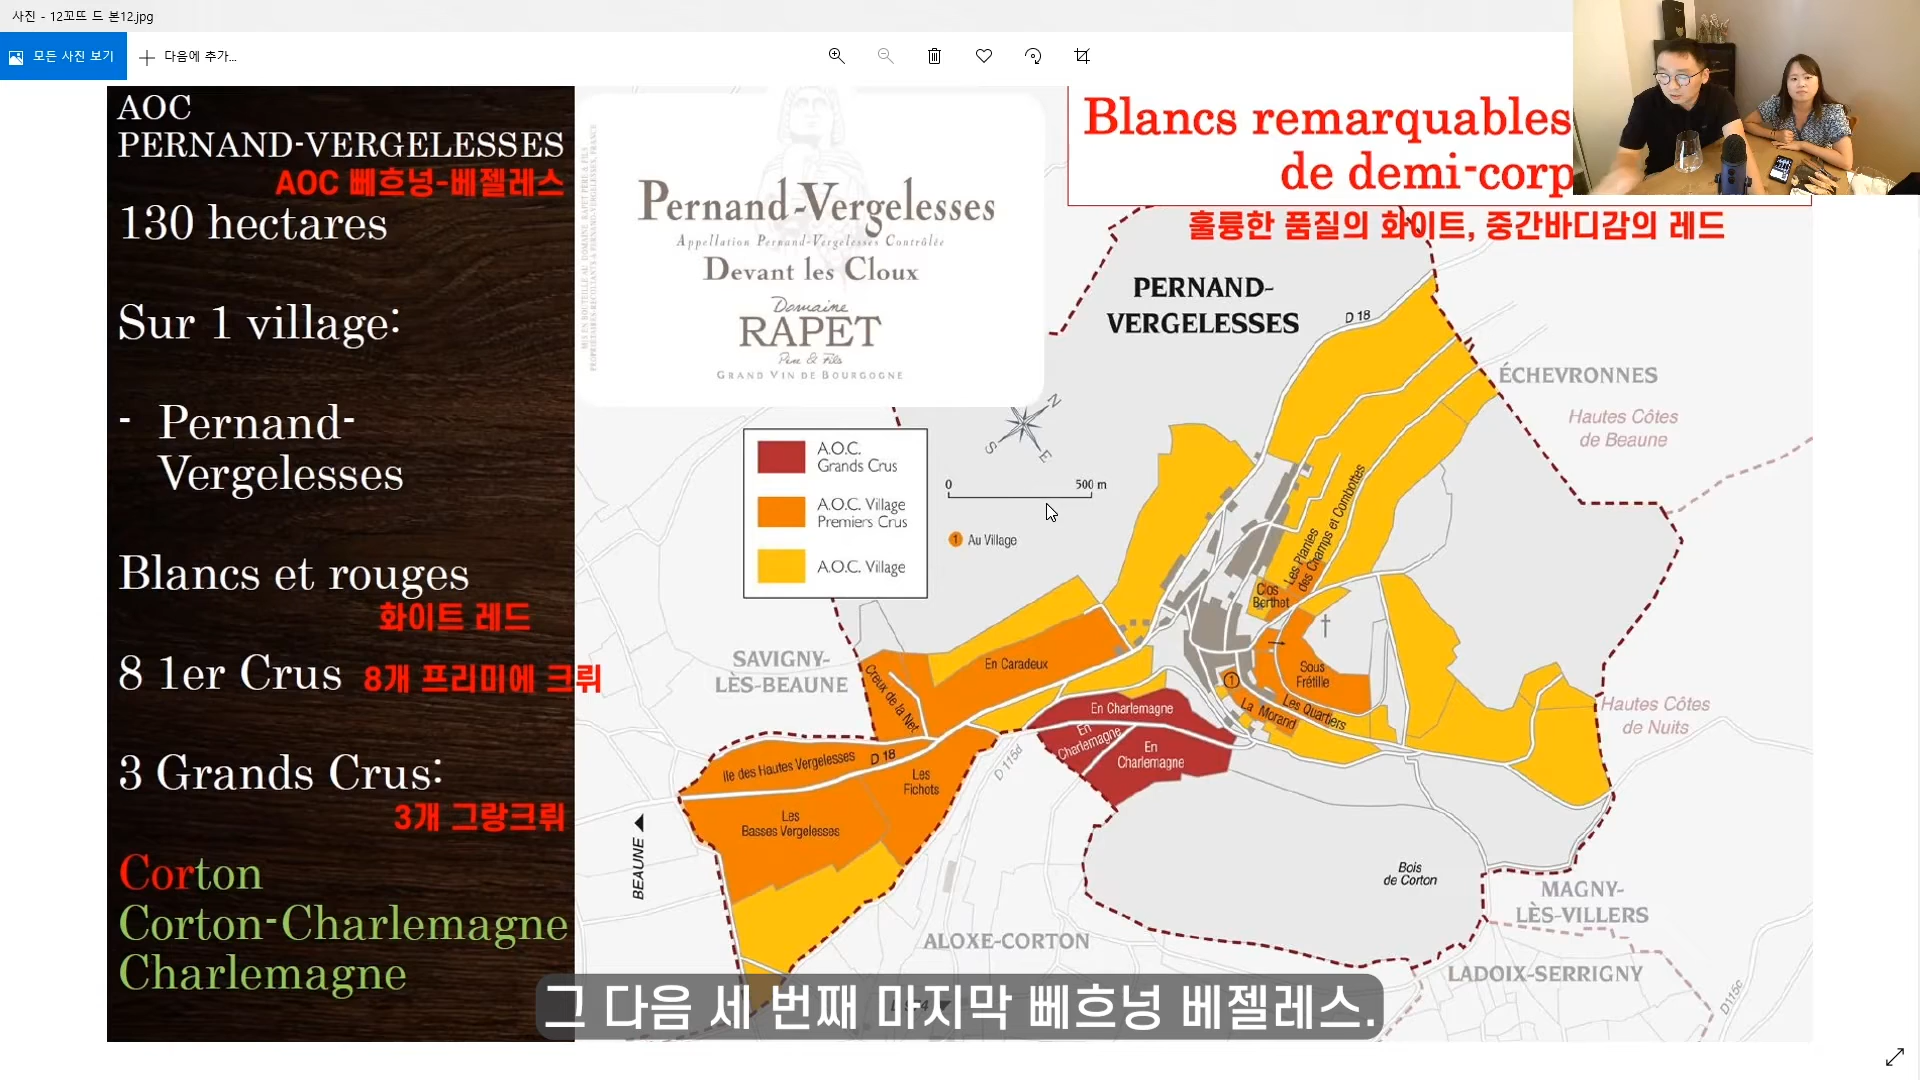 사진 - 12꼬뜨 드 본12.jpg
모든 사진 보기
다음에 추가...
AOC
PERNAND-VERGELESSES
AOC 뻬흐넝-베젤레스
130 hectares
Sur 1 village:
- Pernand-
Vergelesses
Blancs et rouges
화이트 레드
8 1er Crus 8개 프리미에 크뤼
3 Grands Crus:
3개 그랑크뤼
Corton
Corton-Charlemagne
Charlemagne
Pernand-Vergelesses
Appellation Pernand-Vergelesses Contrôlée
Devant les Cloux
Domaine
RAPET
Père & Fils
GRAND VIN DE BOURGOGNE
Blancs remarquables
de demi-corp
훌륭한 품질의 화이트, 중간바디감의 레드
PERNAND-
VERGELESSES
D 18
ÉCHEVRONNES
Hautes Côtes
de Beaune
N
S
E
A.O.C.
Grands Crus
A.O.C. Village
Premiers Crus
A.O.C. Village
0 500 m
1 Au Village
Les Plantes
des Champs et Combottes
Clos
Berthet
SAVIGNY-
LÈS-BEAUNE
En Caradeux
Creux de la Net
Sous
Frétille
1
Les Quartiers
La Morand
En Charlemagne
En
Charlemagne
En
Charlemagne
Hautes Côtes
de Nuits
Ile des Hautes Vergelesses
D 18
D 115d
Les
Fichots
Les
Basses Vergelesses
BEAUNE
Bois
de Corton
MAGNY-
LÈS-VILLERS
ALOXE-CORTON
LADOIX-SERRIGNY
D115c
그 다음 세 번째 마지막 뻬흐넝 베젤레스.